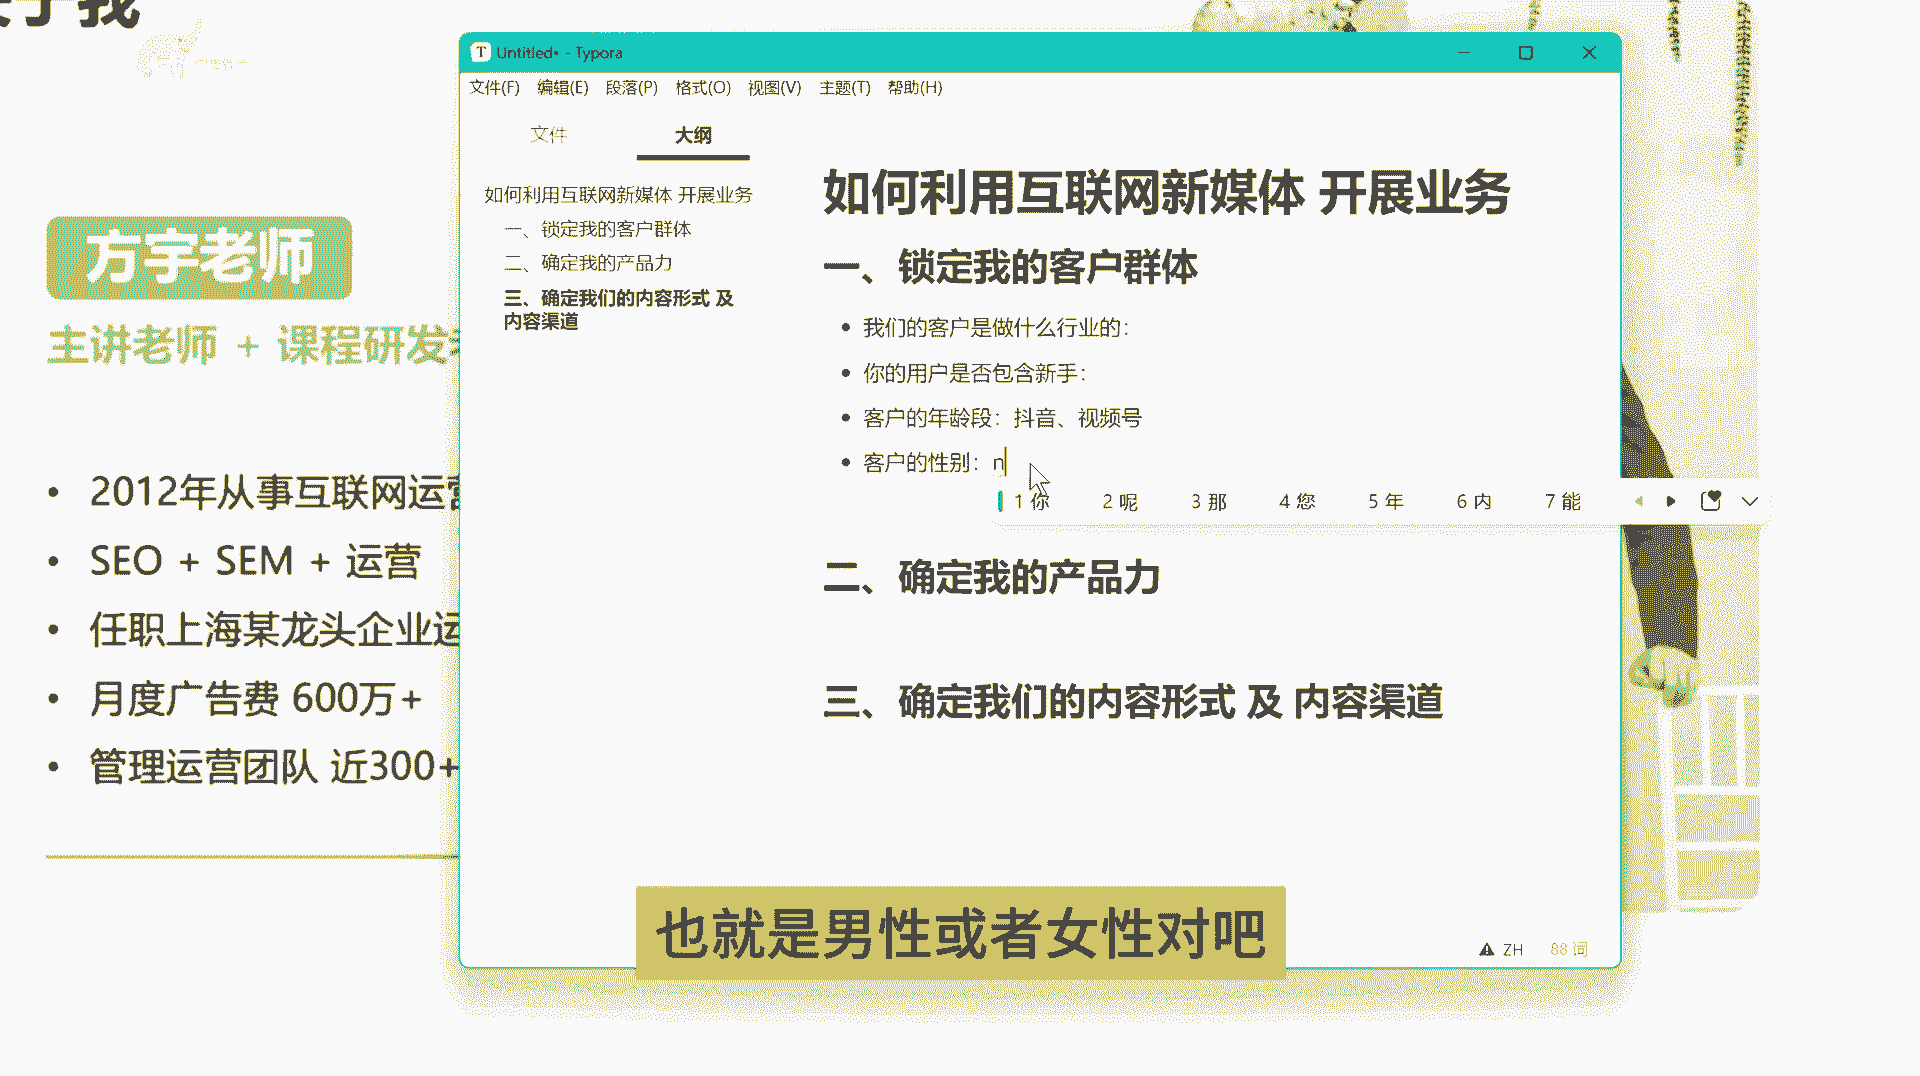 关于我
方宇老师
主讲老师 + 课程研发
• 2012年从事互联网运营
• SEO + SEM + 运营
• 任职上海某龙头企业运
• 月度广告费 600万+
• 管理运营团队 近300+
Untitled• - Typora
文件(F) 编辑(E) 段落(P) 格式(O) 视图(V) 主题(T) 帮助(H)
文件 大纲
如何利用互联网新媒体 开展业务
一、锁定我的客户群体
二、确定我的产品力
三、确定我们的内容形式 及
内容渠道
如何利用互联网新媒体 开展业务
一、锁定我的客户群体
• 我们的客户是做什么行业的：
• 你的用户是否包含新手：
• 客户的年龄段：抖音、视频号
• 客户的性别：n
1 你 2 呢 3 那 4 您 5 年 6 内 7 能
二、确定我的产品力
三、确定我们的内容形式 及 内容渠道
ZH 88 词
也就是男性或者女性对吧